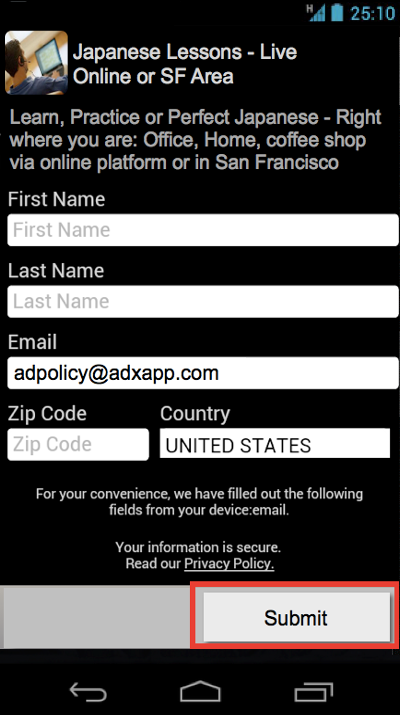 H 25:10
Japanese Lessons - Live
Online or SF Area
Learn, Practice or Perfect Japanese - Right
where you are: Office, Home, coffee shop
via online platform or in San Francisco
First Name
First Name
Last Name
Last Name
Email
adpolicy@adxapp.com
Zip Code Country
Zip Code UNITED STATES
For your convenience, we have filled out the following
fields from your device:email.
Your information is secure.
Read our Privacy Policy.
Submit